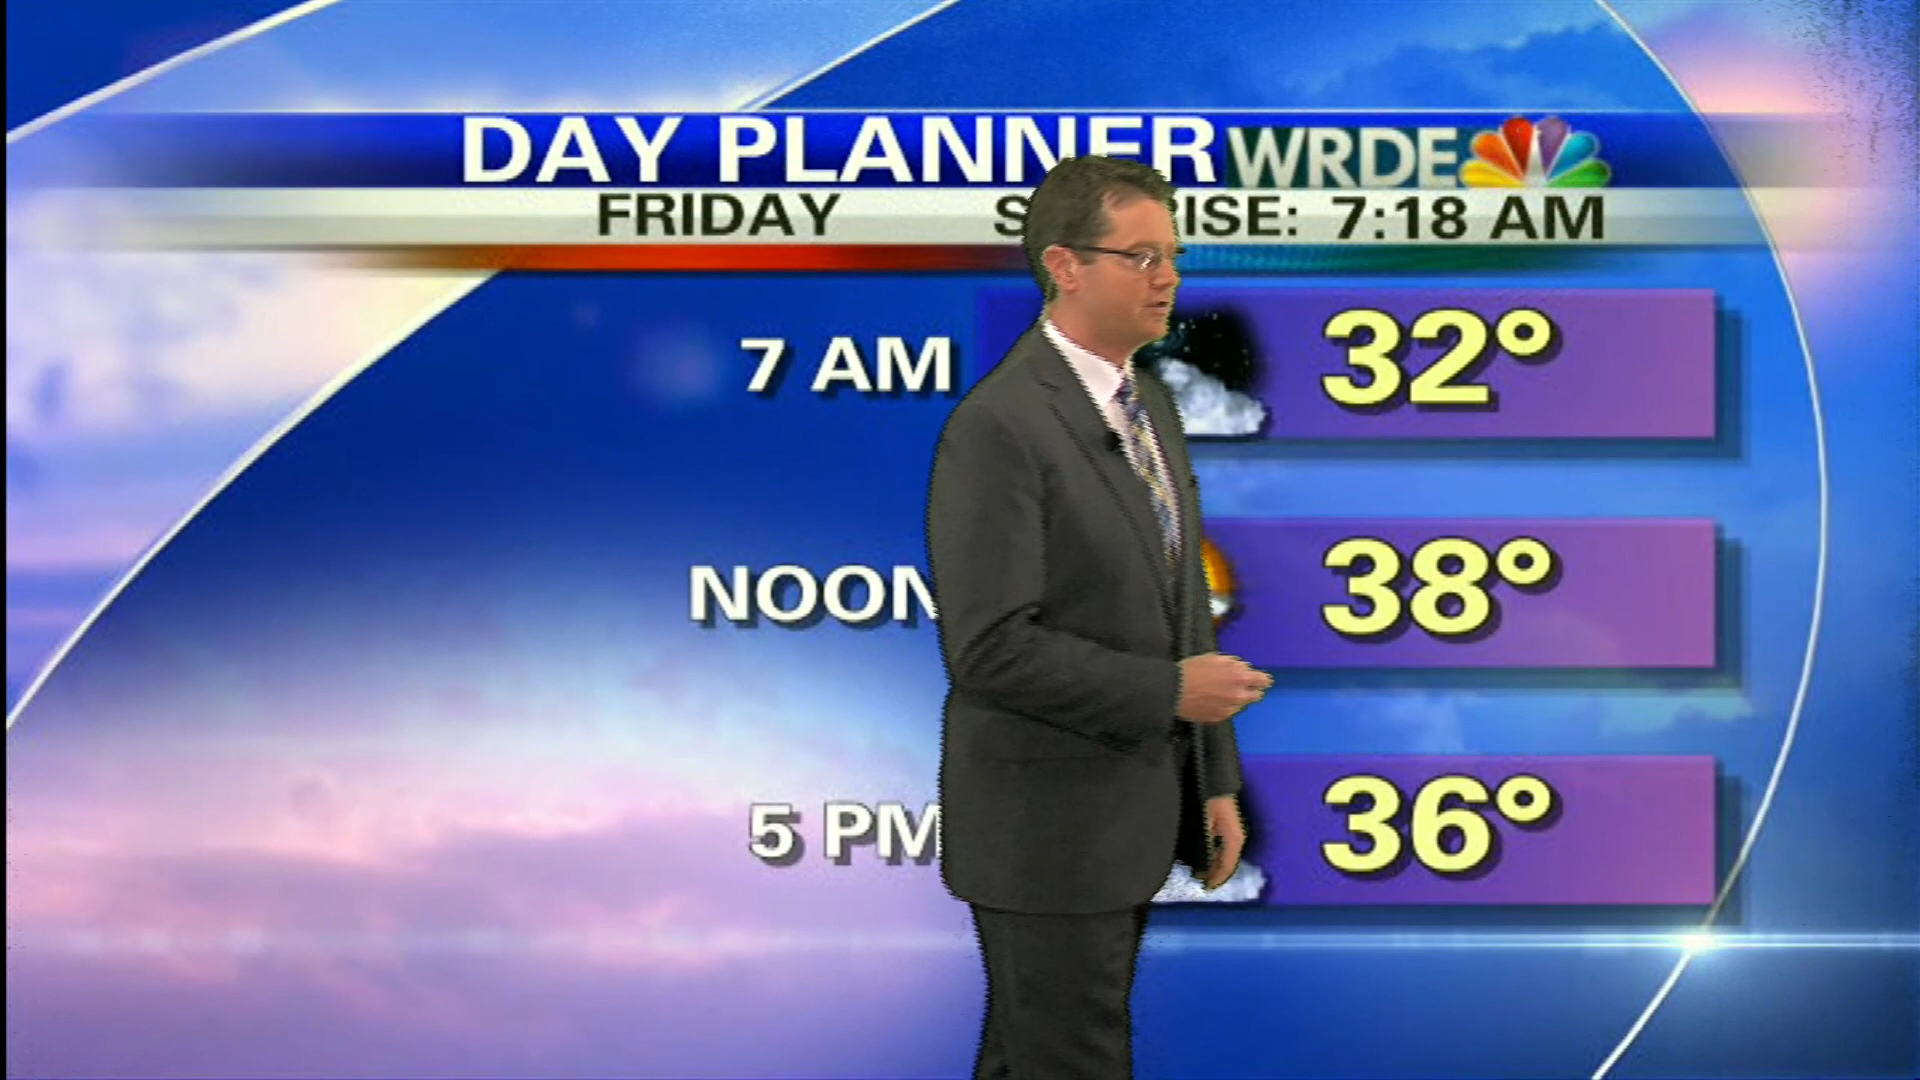 DAY PLANNER WRDE
FRIDAY S RISE: 7:18 AM
7 AM 32°
NOON 38°
5 PM 36°